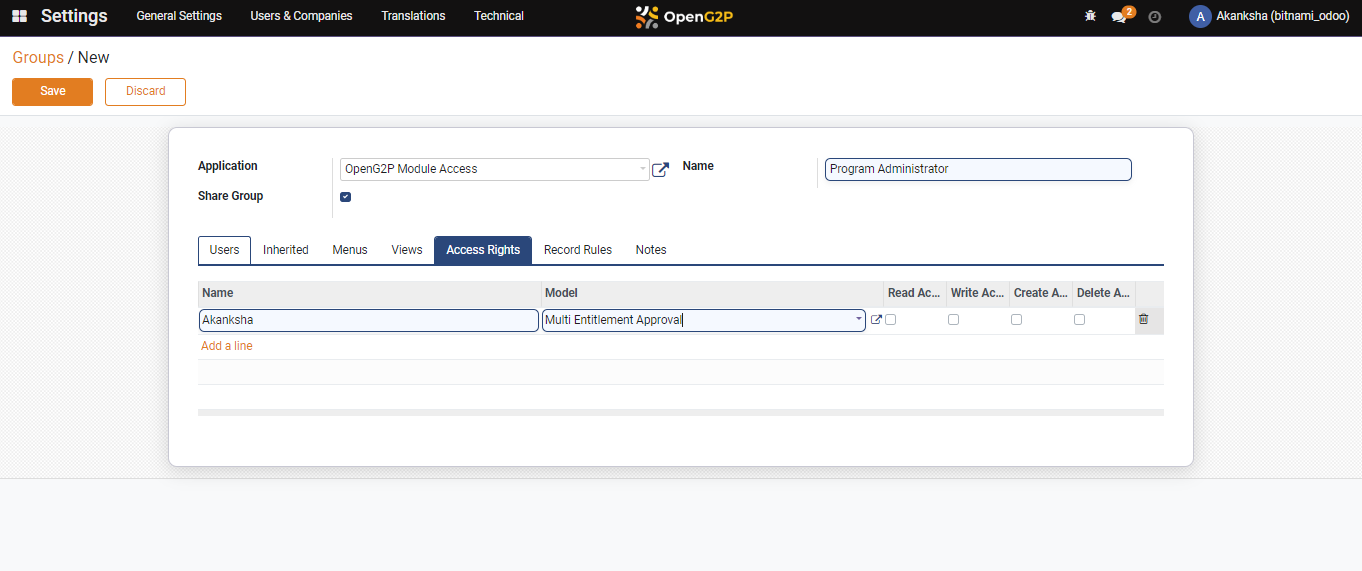 Settings General Settings Users & Companies Translations Technical OpenG2P 2 A Akanksha (bitnami_odoo)
Groups / New
Save Discard
Application OpenG2P Module Access Name Program Administrator
Share Group
Users Inherited Menus Views Access Rights Record Rules Notes
Name Model Read Ac... Write Ac... Create A... Delete A...
Akanksha Multi Entitlement Approval
Add a line